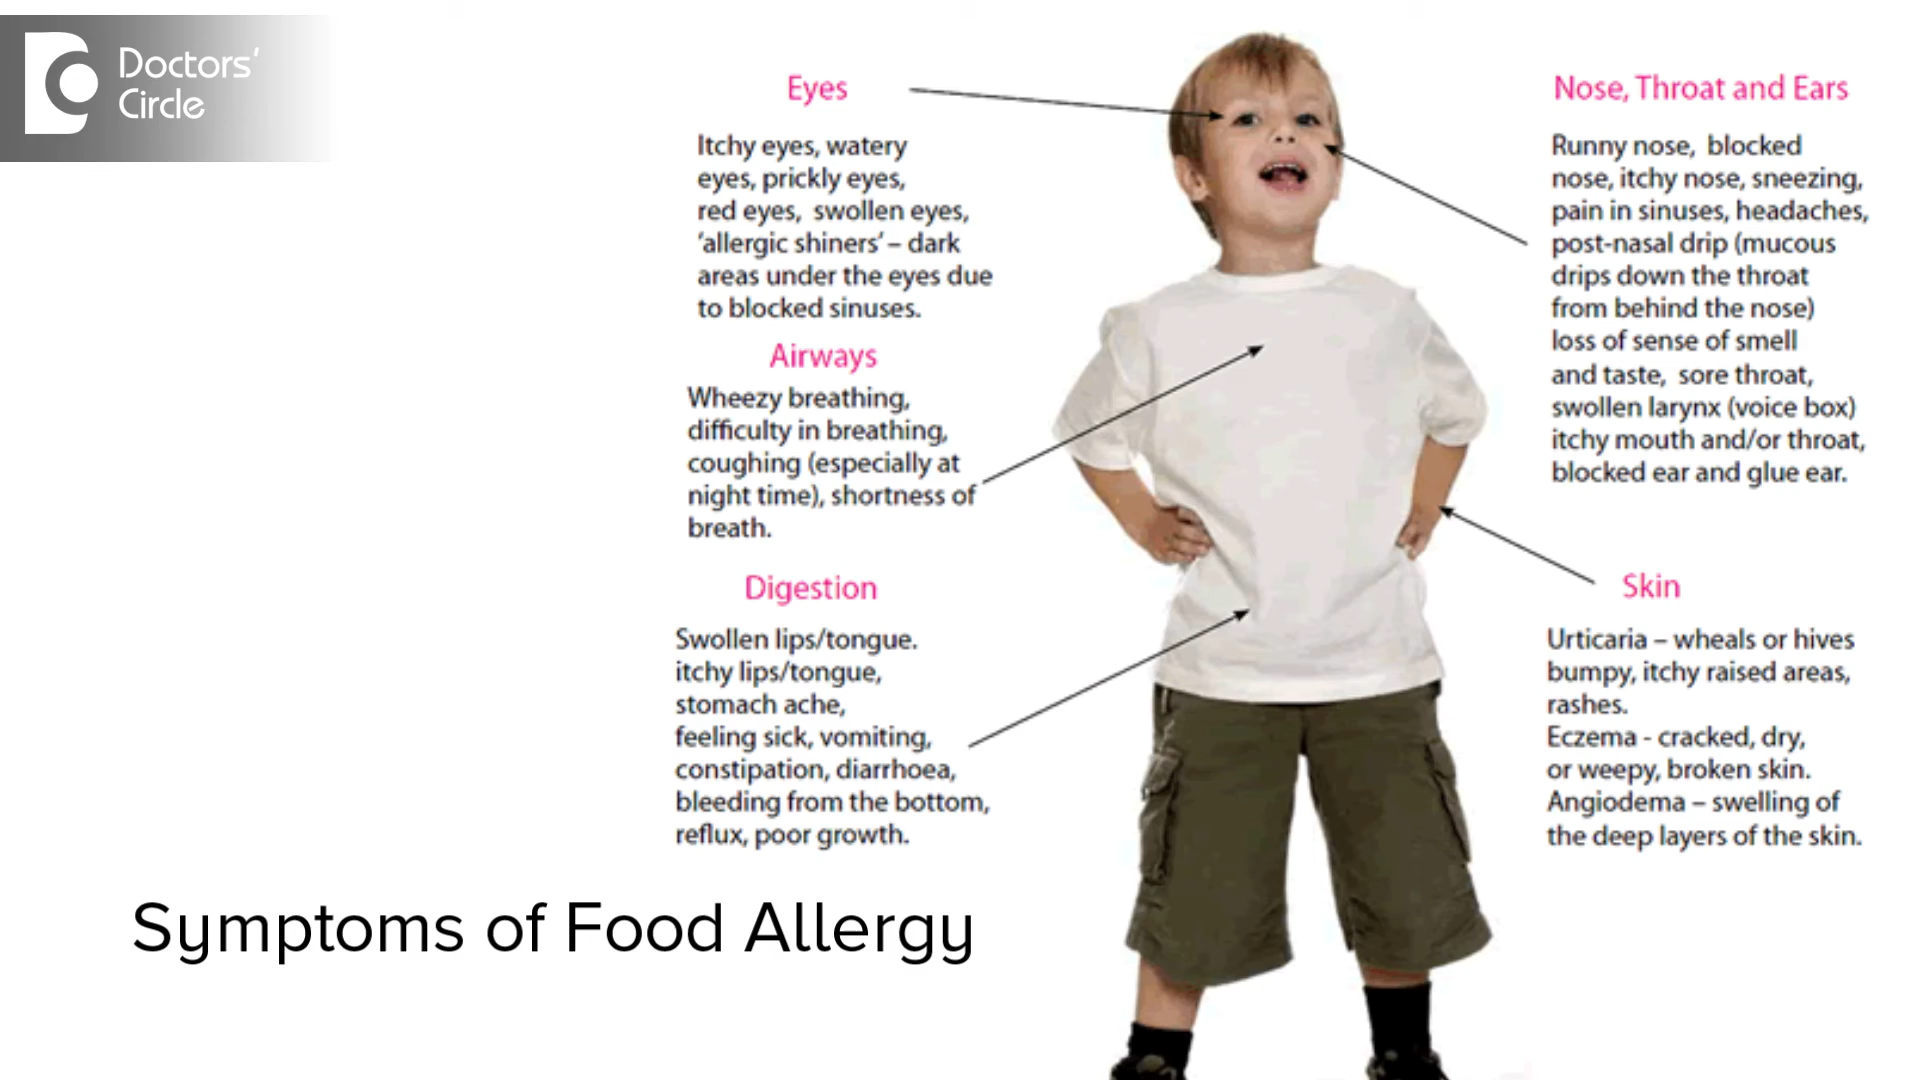 Doctors'
Circle
Eyes
Itchy eyes, watery
eyes, prickly eyes,
red eyes, swollen eyes,
‘allergic shiners’ – dark
areas under the eyes due
to blocked sinuses.
Airways
Wheezy breathing,
difficulty in breathing,
coughing (especially at
night time), shortness of
breath.
Digestion
Swollen lips/tongue.
itchy lips/tongue,
stomach ache,
feeling sick, vomiting,
constipation, diarrhoea,
bleeding from the bottom,
reflux, poor growth.
Nose, Throat and Ears
Runny nose, blocked
nose, itchy nose, sneezing,
pain in sinuses, headaches,
post-nasal drip (mucous
drips down the throat
from behind the nose)
loss of sense of smell
and taste, sore throat,
swollen larynx (voice box)
itchy mouth and/or throat,
blocked ear and glue ear.
Skin
Urticaria – wheals or hives
bumpy, itchy raised areas,
rashes.
Eczema - cracked, dry,
or weepy, broken skin.
Angiodema – swelling of
the deep layers of the skin.
Symptoms of Food Allergy